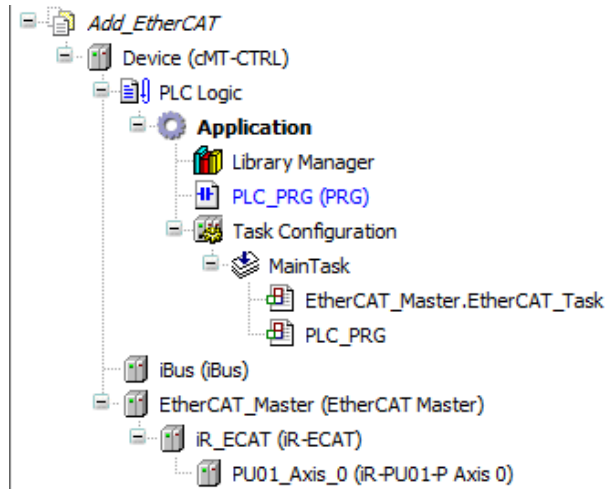 Add_EtherCAT
Device (cMT-CTRL)
PLC Logic
Application
Library Manager
PLC_PRG (PRG)
Task Configuration
MainTask
EtherCAT_Master.EtherCAT_Task
PLC_PRG
iBus (iBus)
EtherCAT_Master (EtherCAT Master)
iR_ECAT (iR-ECAT)
PU01_Axis_0 (iR-PU01-P Axis 0)